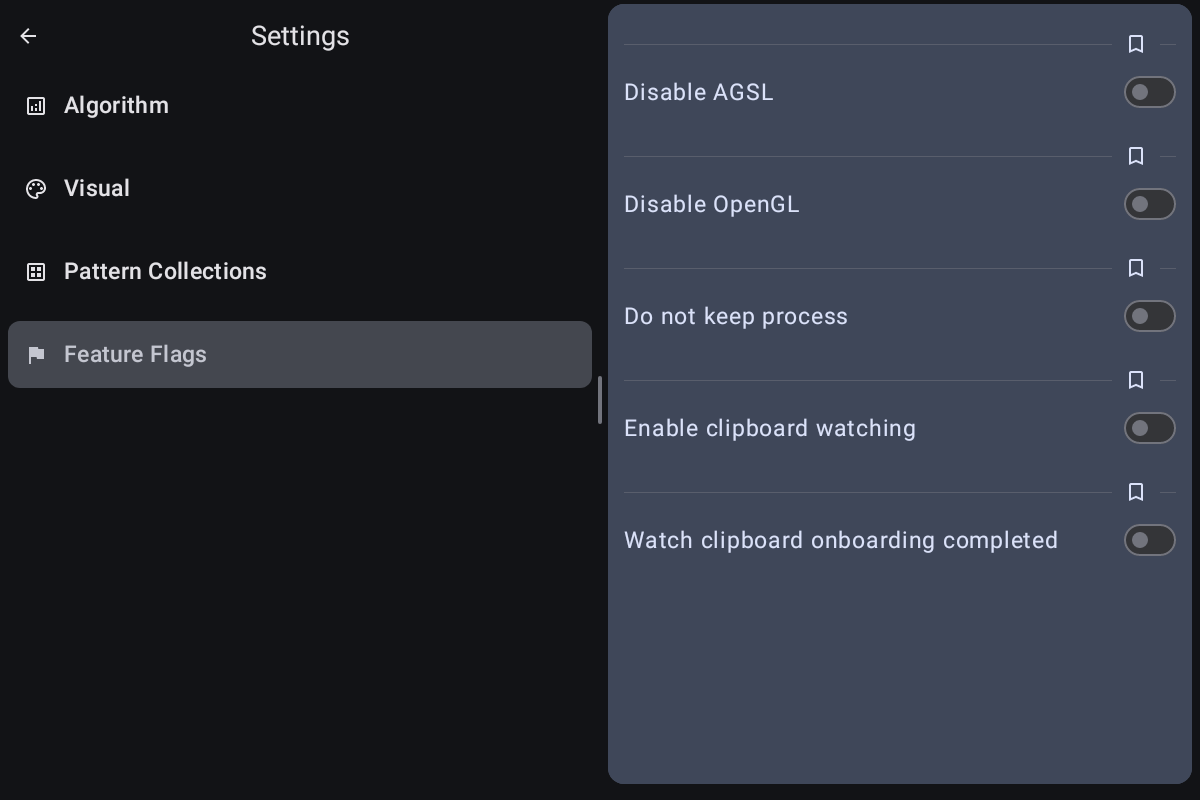 Settings
Algorithm
Visual
Pattern Collections
Feature Flags
Disable AGSL
Disable OpenGL
Do not keep process
Enable clipboard watching
Watch clipboard onboarding completed